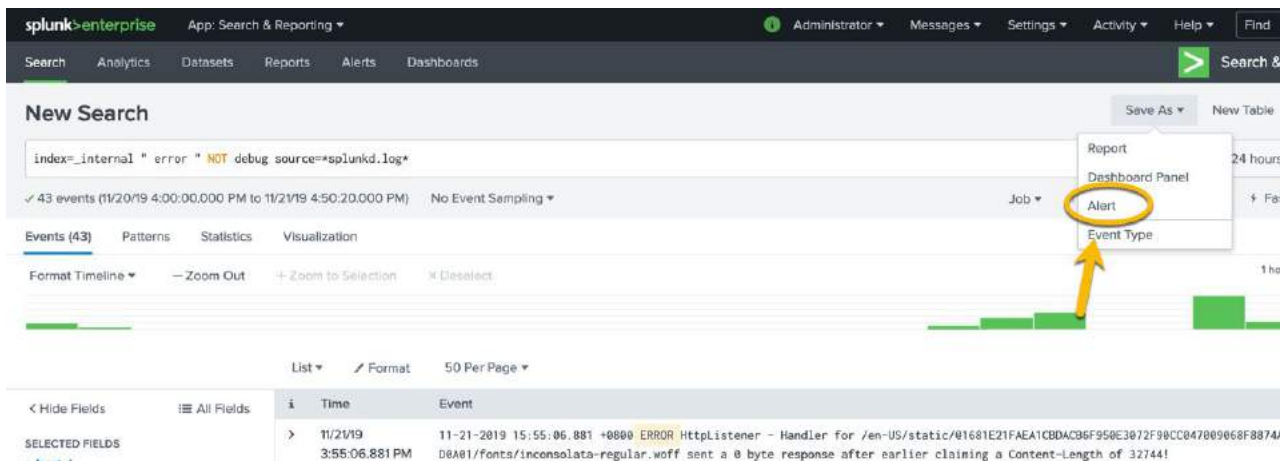 splunk>enterprise App: Search & Reporting Administrator Messages Settings Activity Help Find
Search Analytics Datasets Reports Alerts Dashboards Search &
New Search Save As New Table
Report
index=_internal " error " NOT debug source=*splunkd.log* 24 hours
Dashboard Panel
✓ 43 events (11/20/19 4:00:00.000 PM to 11/21/19 4:50:20.000 PM) No Event Sampling Job Alert
Events (43) Patterns Statistics Visualization Event Type
Format Timeline — Zoom Out + Zoom to Selection × Deselect
List Format 50 Per Page
< Hide Fields All Fields i Time Event
SELECTED FIELDS > 11/21/19 11-21-2019 15:55:06.881 +0800 ERROR HttpListener - Handler for
3:55:06.881 PM D0A01/fonts/inconsolata-regular.woff sent a 0 byte response after earlier claiming a Content-Length of 32744!